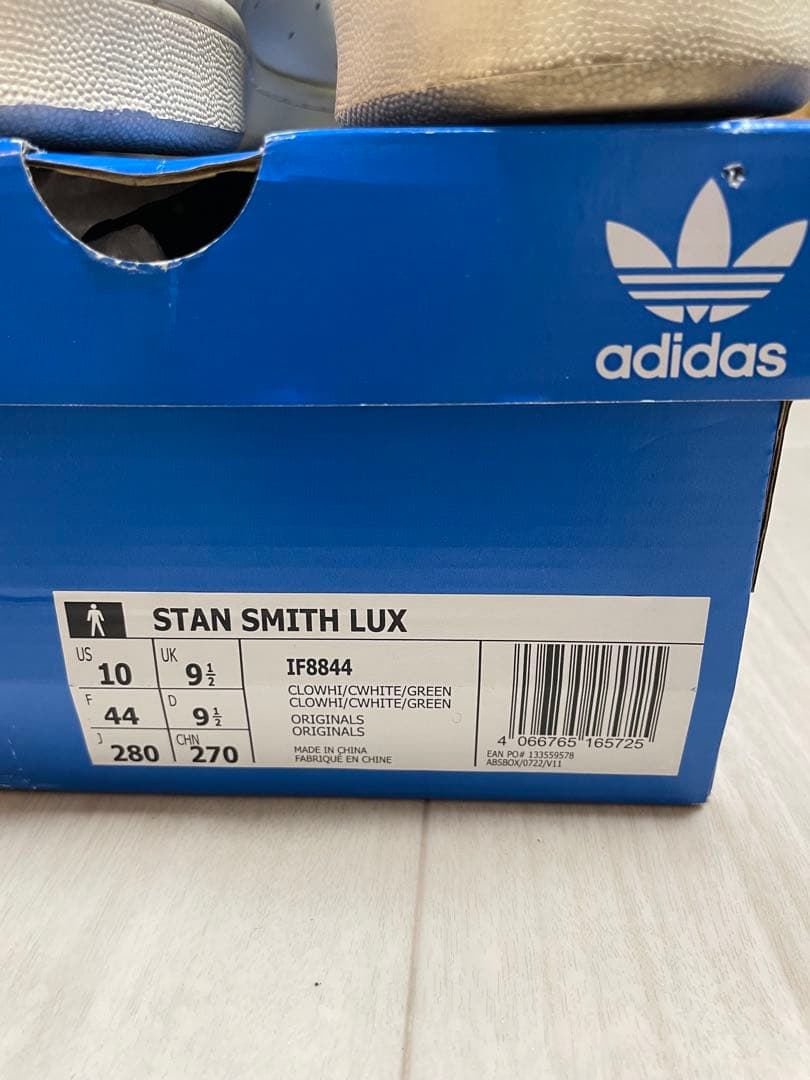 adidas
STAN SMITH LUX
US 10 UK 9½
F 44 D 9½
J 280 CHN 270
IF8844
CLOWHI/CWHITE/GREEN
CLOWHI/CWHITE/GREEN
ORIGINALS
ORIGINALS
MADE IN CHINA
FABRIQUÉ EN CHINE
4 066765 165725
EAN PO# 133559578
ABSBOX/0722/V11